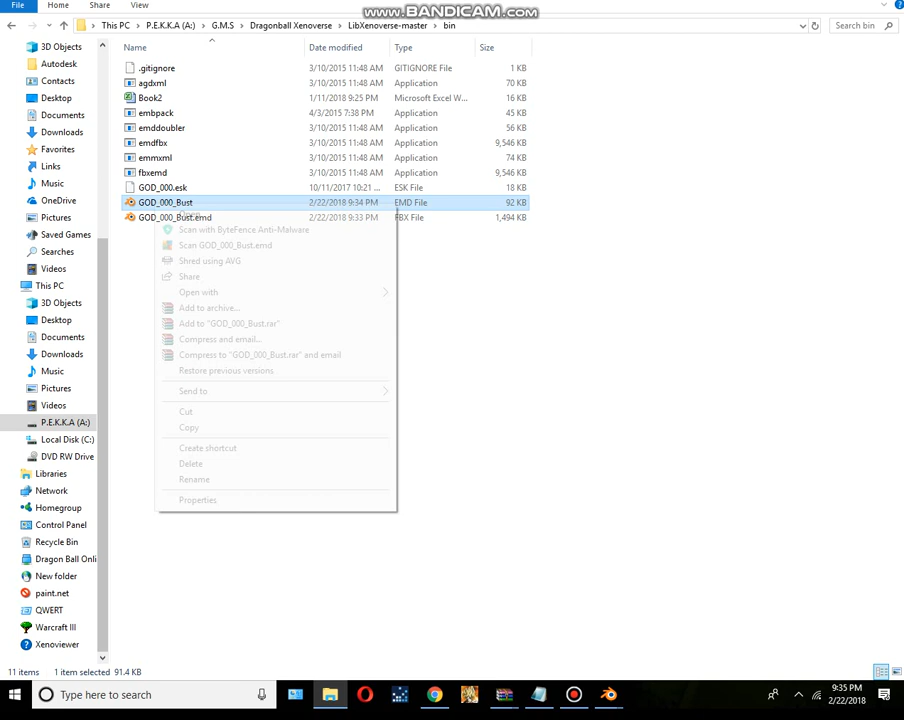 www.BANDICAM.com
File Home Share View
This PC > P.E.K.K.A (A:) > G.M.S > Dragonball Xenoverse > LibXenoverse-master > bin
Search bin
Name Date modified Type Size
.gitignore 3/10/2015 11:48 AM GITIGNORE File 1 KB
agdxml 3/10/2015 11:48 AM Application 70 KB
Book2 1/11/2018 9:25 PM Microsoft Excel W... 16 KB
embpack 4/3/2015 7:38 PM Application 45 KB
emddoubler 3/10/2015 11:48 AM Application 56 KB
emdfbx 3/10/2015 11:48 AM Application 9,546 KB
emmxml 3/10/2015 11:48 AM Application 74 KB
fbxemd 3/10/2015 11:48 AM Application 9,546 KB
GOD_000.esk 10/11/2017 10:21 ... ESK File 18 KB
GOD_000_Bust 2/22/2018 9:34 PM EMD File 92 KB
GOD_000_Bust.emd 2/22/2018 9:33 PM FBX File 1,494 KB
Open
Scan with ByteFence Anti-Malware
Scan GOD_000_Bust.emd
Shred using AVG
Share
Open with
Add to archive...
Add to "GOD_000_Bust.rar"
Compress and email...
Compress to "GOD_000_Bust.rar" and email
Restore previous versions
Send to
Cut
Copy
Create shortcut
Delete
Rename
Properties
3D Objects
Autodesk
Contacts
Desktop
Documents
Downloads
Favorites
Links
Music
OneDrive
Pictures
Saved Games
Searches
Videos
This PC
3D Objects
Desktop
Documents
Downloads
Music
Pictures
Videos
P.E.K.K.A (A:)
Local Disk (C:)
DVD RW Drive
Libraries
Network
Homegroup
Control Panel
Recycle Bin
Dragon Ball Onli
New folder
paint.net
QWERT
Warcraft III
Xenoviewer
11 items 1 item selected 91.4 KB
Type here to search
9:35 PM
2/22/2018